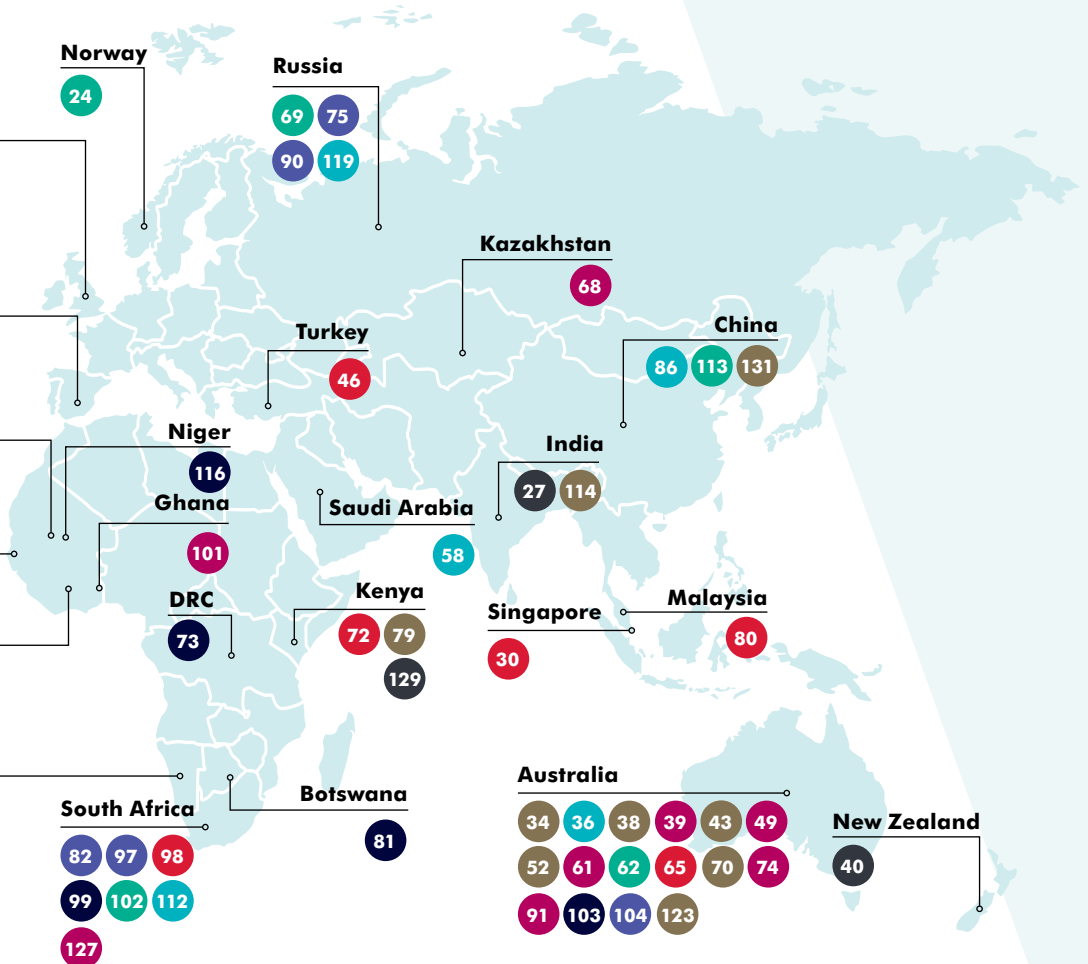 Norway
24
Russia
69 75
90 119
Kazakhstan
68
China
86 113 131
Turkey
46
Niger
116
India
27 114
Ghana
101
Saudi Arabia
58
DRC
73
Kenya
72 79
129
Singapore
30
Malaysia
80
Botswana
81
South Africa
82 97 98
99 102 112
127
Australia
34 36 38 39 43 49
52 61 62 65 70 74
91 103 104 123
New Zealand
40